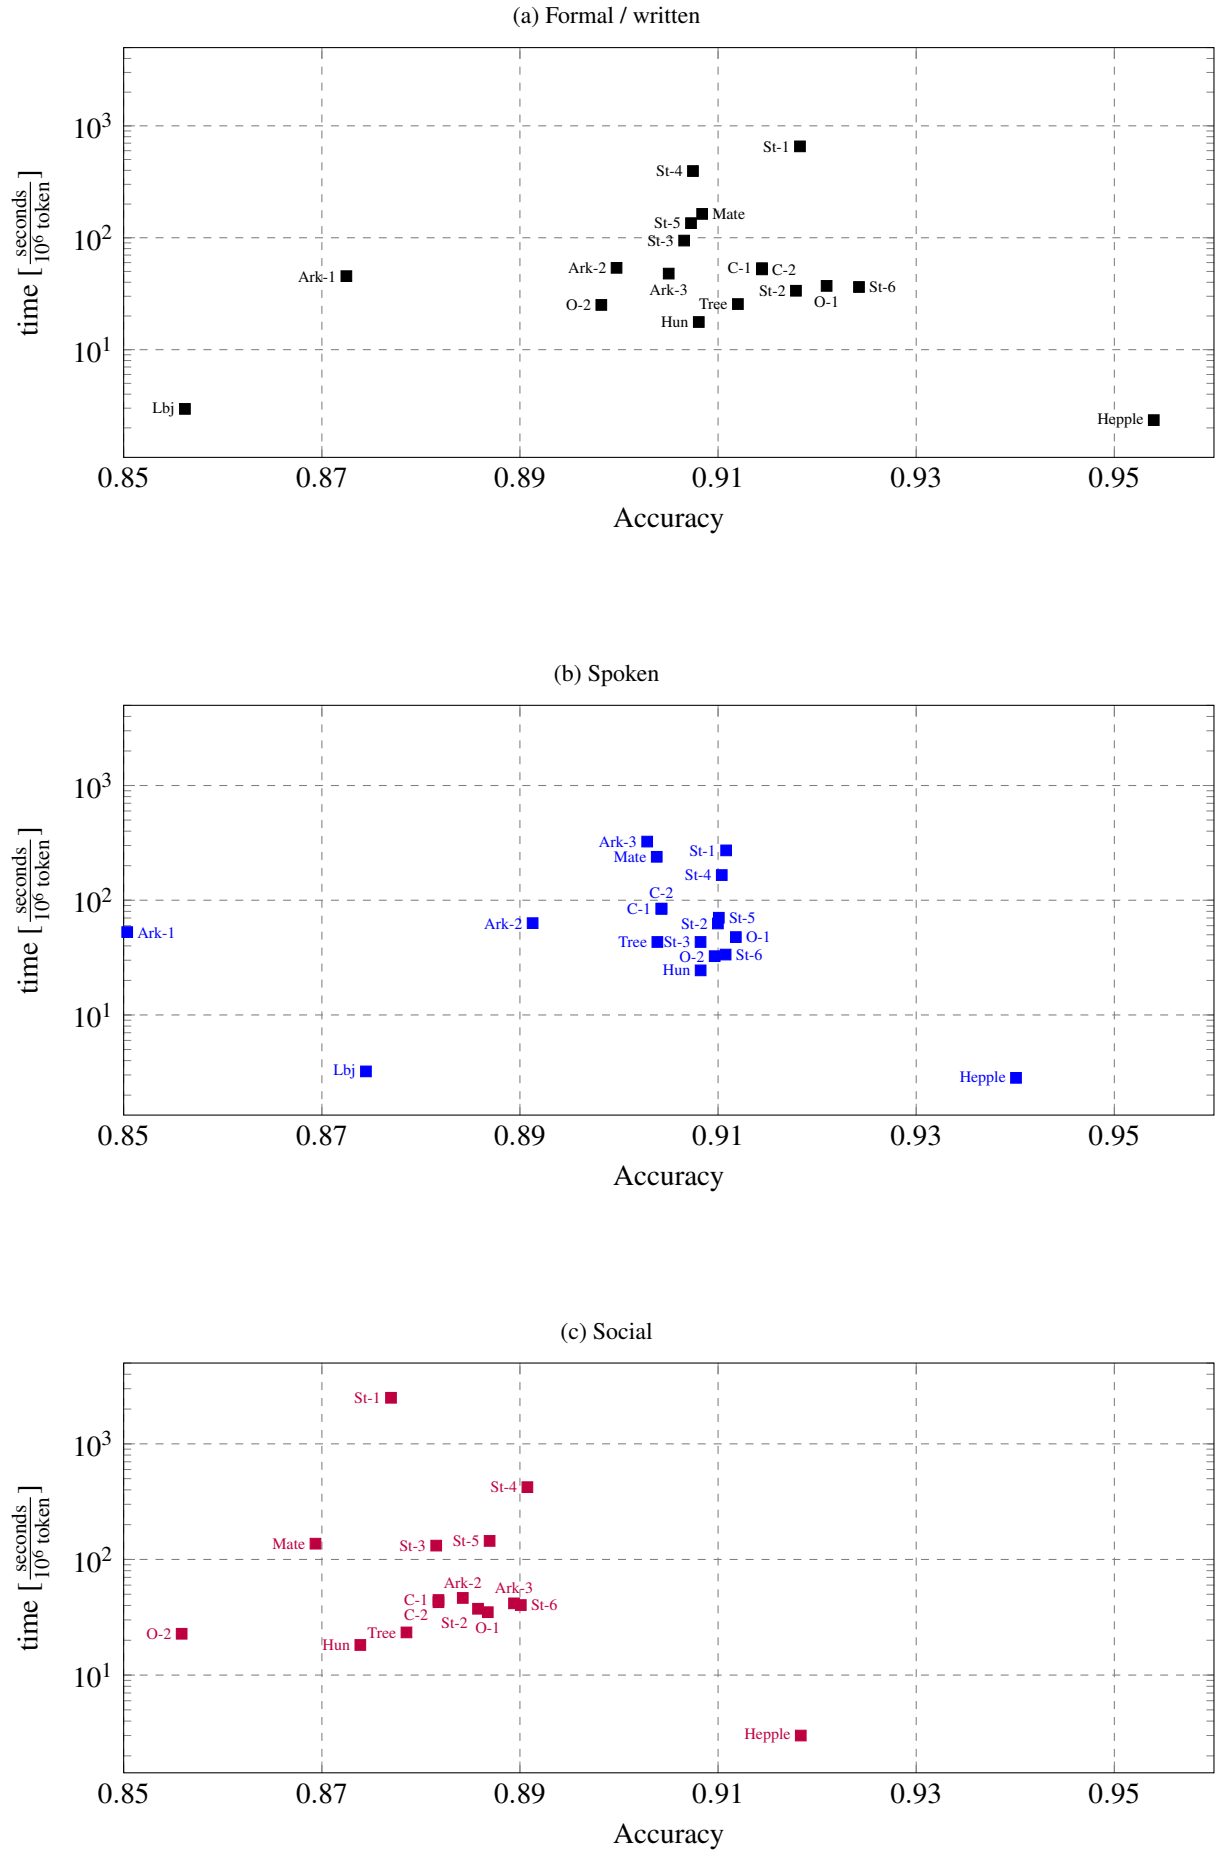 (a) Formal / written
10^3
10^2
10^1
time [ seconds / 10^6 token ]
St-1
St-4
Mate
St-5
St-3
Ark-2
C-1
C-2
Ark-1
Ark-3
St-2
St-6
O-1
O-2
Tree
Hun
Lbj
Hepple
0.85 0.87 0.89 0.91 0.93 0.95
Accuracy
(b) Spoken
10^3
10^2
10^1
time [ seconds / 10^6 token ]
Ark-3
St-1
Mate
St-4
C-2
C-1
Ark-1
Ark-2
St-5
St-2
O-1
Tree
St-3
O-2
St-6
Hun
Lbj
Hepple
0.85 0.87 0.89 0.91 0.93 0.95
Accuracy
(c) Social
10^3
10^2
10^1
time [ seconds / 10^6 token ]
St-1
St-4
Mate
St-3
St-5
Ark-2
Ark-3
C-1
C-2
St-6
St-2
O-1
O-2
Tree
Hun
Hepple
0.85 0.87 0.89 0.91 0.93 0.95
Accuracy